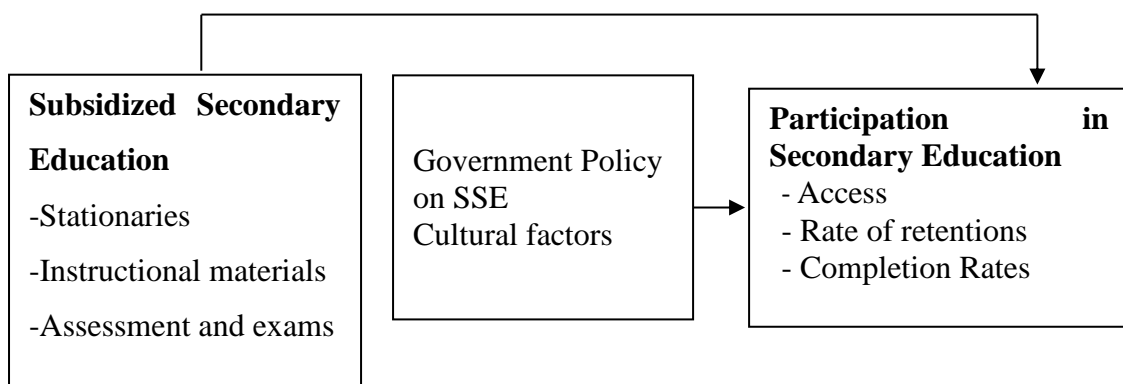 Subsidized Secondary
Education
-Stationaries
-Instructional materials
-Assessment and exams
Government Policy
on SSE
Cultural factors
Participation in
Secondary Education
- Access
- Rate of retentions
- Completion Rates